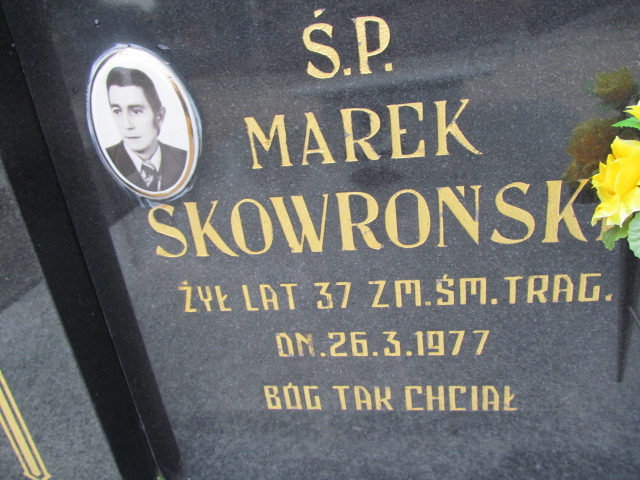 Ś.P.
MAREK
SKOWROŃSK
ŻYŁ LAT 37 ZM.ŚM.TRAG.
DN.26.3.1977
BÓG TAK CHCIAŁ